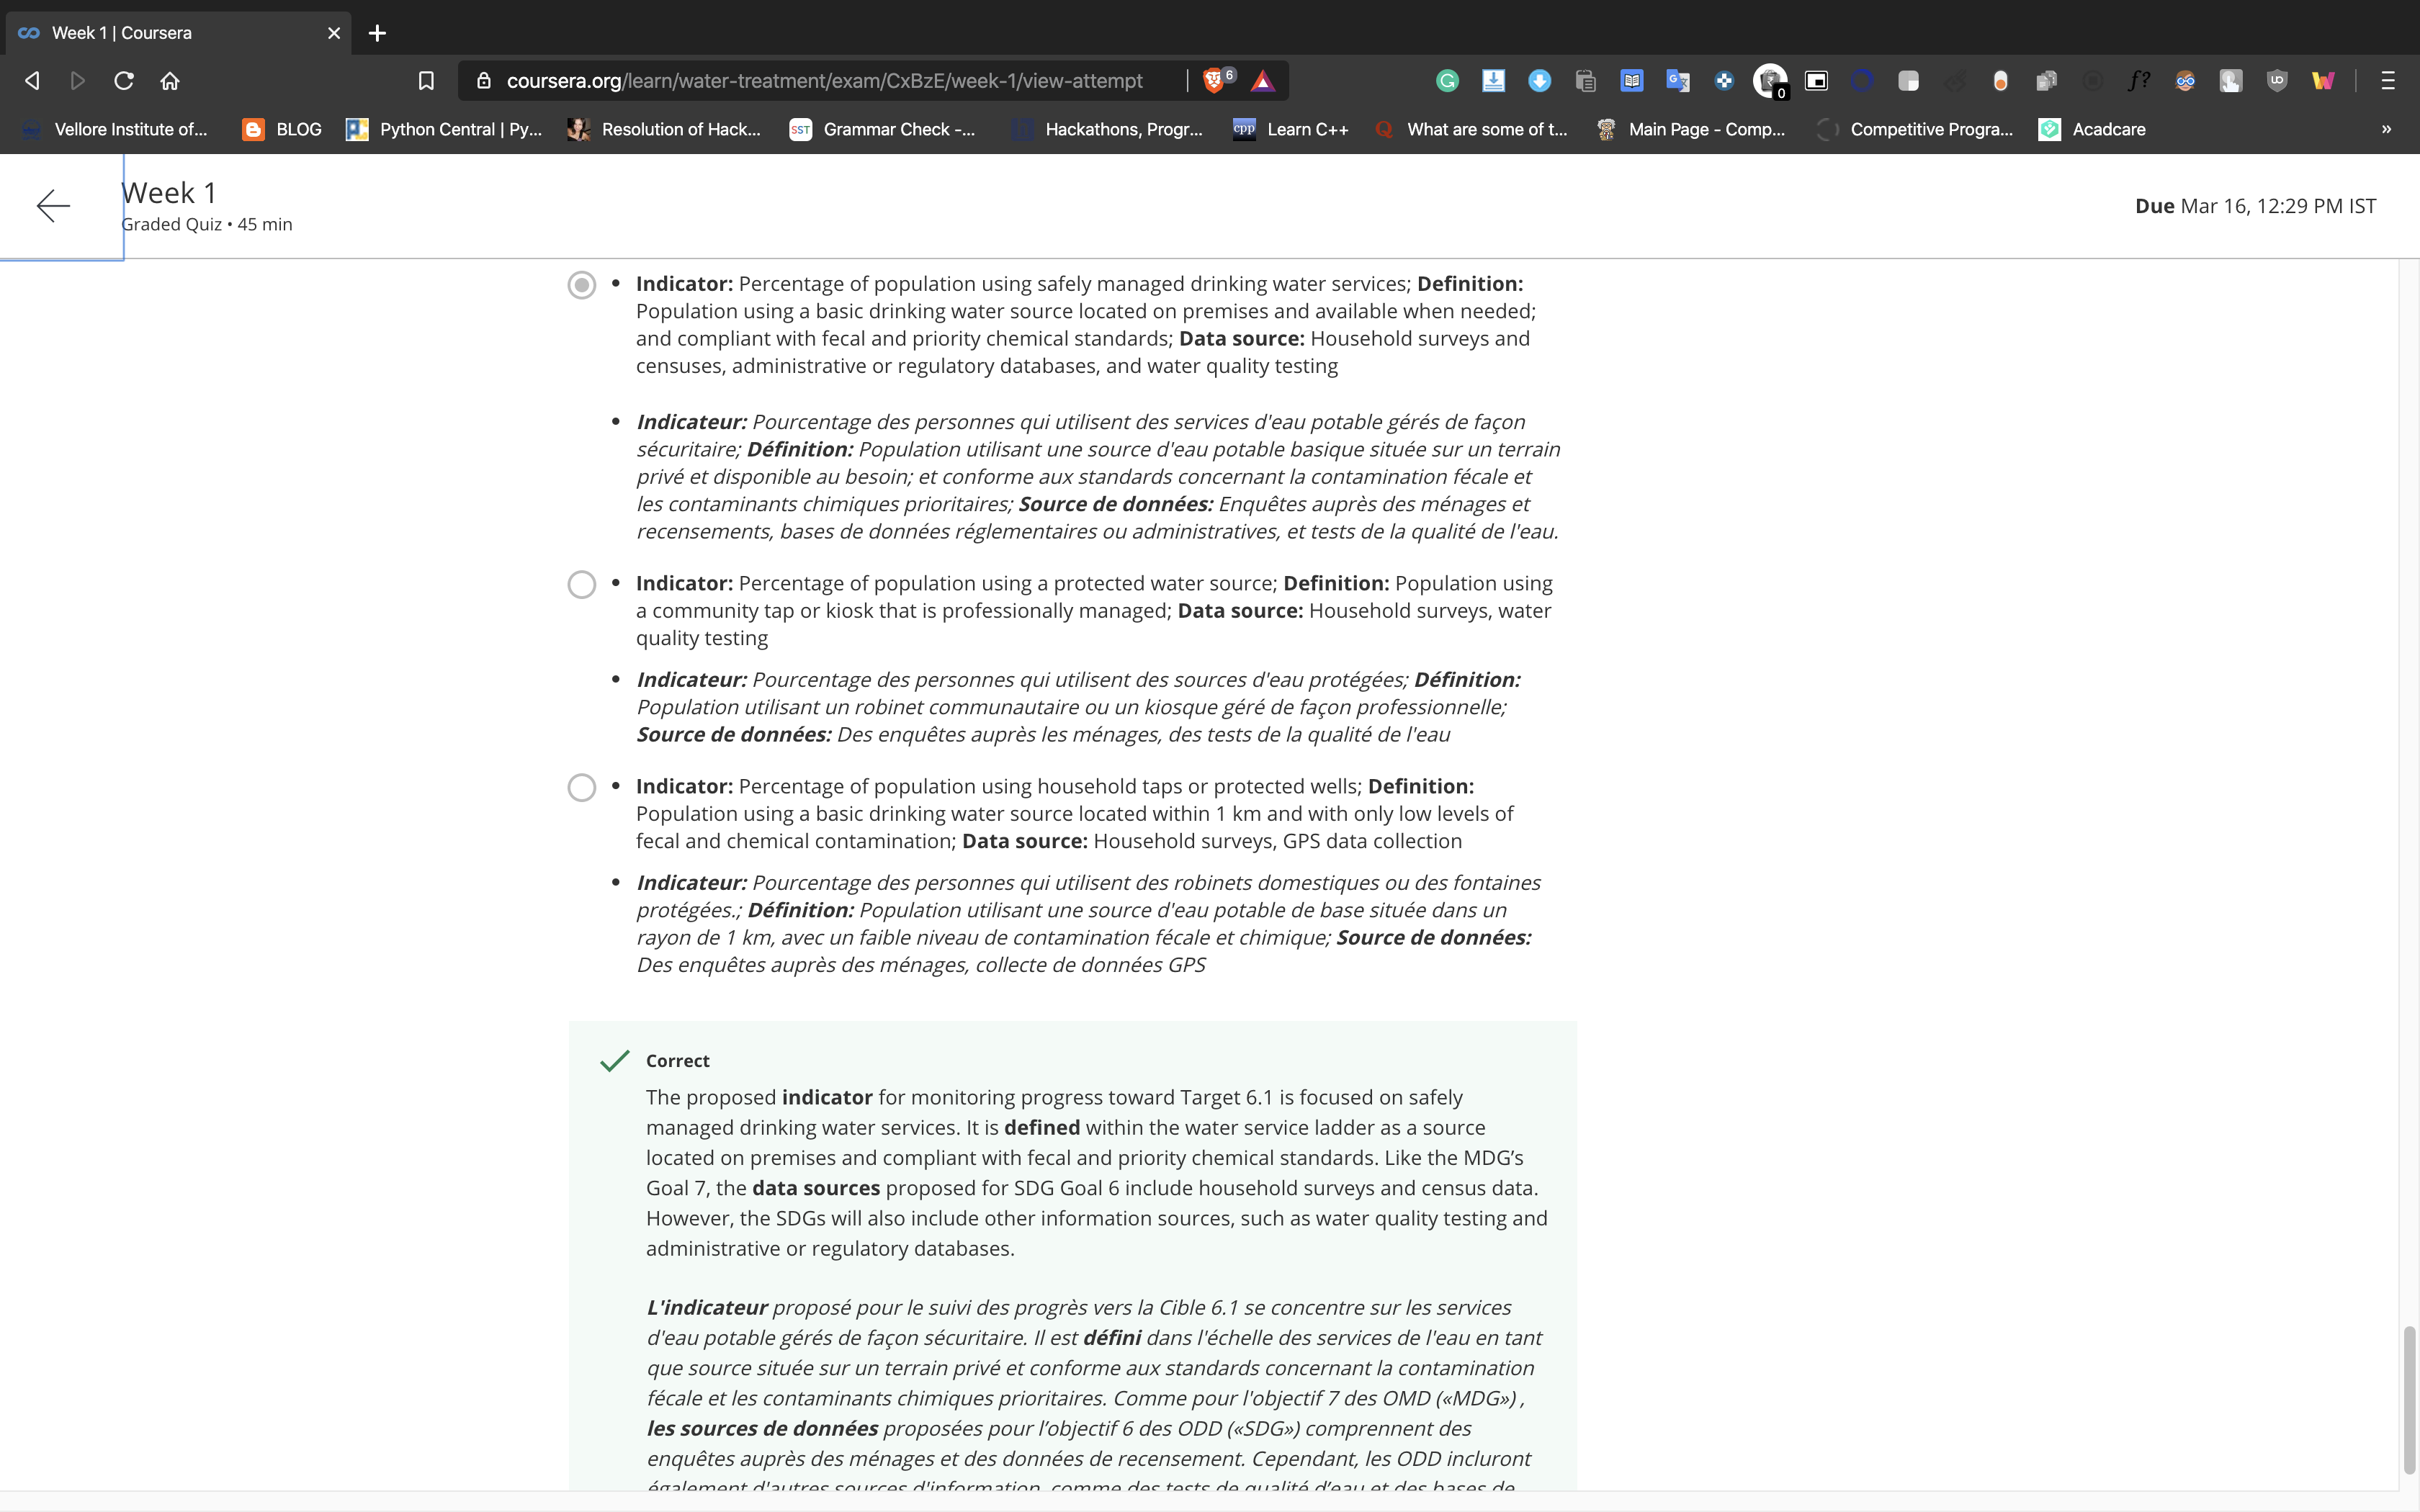 Week 1 | Coursera
coursera.org/learn/water-treatment/exam/CxBzE/week-1/view-attempt
6
0
Vellore Institute of...
BLOG
Python Central | Py...
Resolution of Hack...
SST
Grammar Check -...
Hackathons, Progr...
cpp
Learn C++
What are some of t...
Main Page - Comp...
Competitive Progra...
Acadcare
»
Week 1
Graded Quiz • 45 min
Due Mar 16, 12:29 PM IST
• Indicator: Percentage of population using safely managed drinking water services; Definition:
Population using a basic drinking water source located on premises and available when needed;
and compliant with fecal and priority chemical standards; Data source: Household surveys and
censuses, administrative or regulatory databases, and water quality testing
• Indicateur: Pourcentage des personnes qui utilisent des services d'eau potable gérés de façon
sécuritaire; Définition: Population utilisant une source d'eau potable basique située sur un terrain
privé et disponible au besoin; et conforme aux standards concernant la contamination fécale et
les contaminants chimiques prioritaires; Source de données: Enquêtes auprès des ménages et
recensements, bases de données réglementaires ou administratives, et tests de la qualité de l'eau.
• Indicator: Percentage of population using a protected water source; Definition: Population using
a community tap or kiosk that is professionally managed; Data source: Household surveys, water
quality testing
• Indicateur: Pourcentage des personnes qui utilisent des sources d'eau protégées; Définition:
Population utilisant un robinet communautaire ou un kiosque géré de façon professionnelle;
Source de données: Des enquêtes auprès les ménages, des tests de la qualité de l'eau
• Indicator: Percentage of population using household taps or protected wells; Definition:
Population using a basic drinking water source located within 1 km and with only low levels of
fecal and chemical contamination; Data source: Household surveys, GPS data collection
• Indicateur: Pourcentage des personnes qui utilisent des robinets domestiques ou des fontaines
protégées.; Définition: Population utilisant une source d'eau potable de base située dans un
rayon de 1 km, avec un faible niveau de contamination fécale et chimique; Source de données:
Des enquêtes auprès des ménages, collecte de données GPS
Correct
The proposed indicator for monitoring progress toward Target 6.1 is focused on safely
managed drinking water services. It is defined within the water service ladder as a source
located on premises and compliant with fecal and priority chemical standards. Like the MDG’s
Goal 7, the data sources proposed for SDG Goal 6 include household surveys and census data.
However, the SDGs will also include other information sources, such as water quality testing and
administrative or regulatory databases.
L'indicateur proposé pour le suivi des progrès vers la Cible 6.1 se concentre sur les services
d'eau potable gérés de façon sécuritaire. Il est défini dans l'échelle des services de l'eau en tant
que source située sur un terrain privé et conforme aux standards concernant la contamination
fécale et les contaminants chimiques prioritaires. Comme pour l'objectif 7 des OMD («MDG») ,
les sources de données proposées pour l’objectif 6 des ODD («SDG») comprennent des
enquêtes auprès des ménages et des données de recensement. Cependant, les ODD incluront
également d'autres sources d'information, comme des tests de qualité d’eau et des bases de